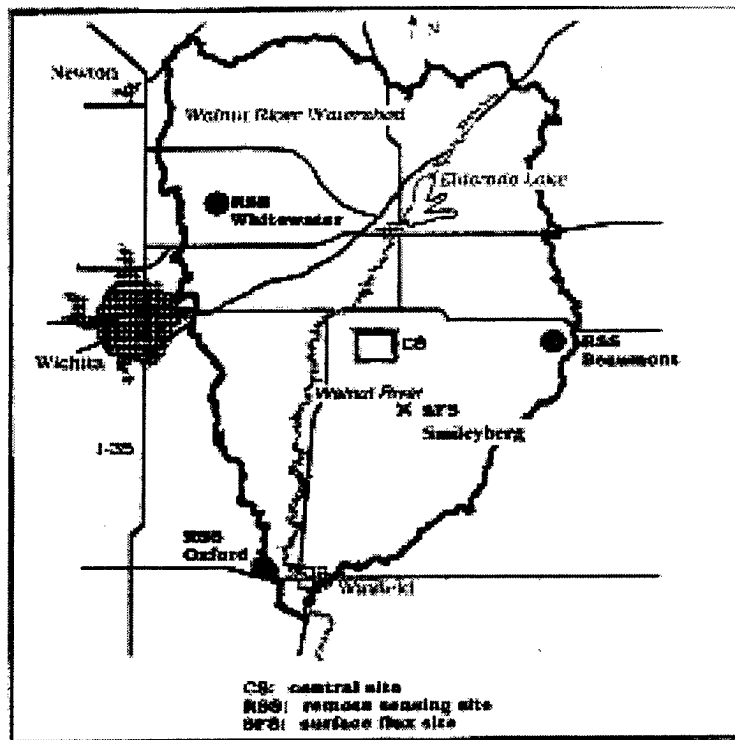 N
Newton
Walnut River Watershed
Eldorado Lake
RSS
Whitewater
CS
RSS
Beaumont
Wichita
Walnut River
SFS
Smileyberg
I-35
RSS
Oxford
Winfield
CS: central site
RSS: remote sensing site
SFS: surface flux site